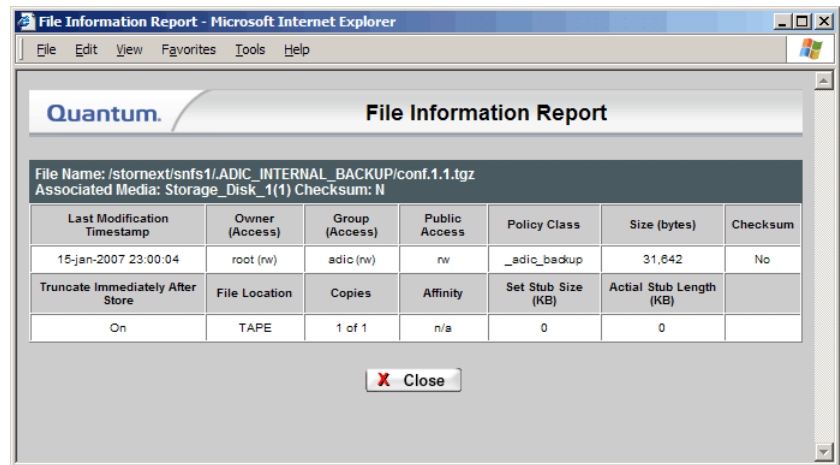 File Information Report - Microsoft Internet Explorer
File Edit View Favorites Tools Help
Quantum.
File Information Report
File Name: /stornext/snfs1/.ADIC_INTERNAL_BACKUP/conf.1.1.tgz
Associated Media: Storage_Disk_1(1) Checksum: N
Last Modification Timestamp Owner (Access) Group (Access) Public Access Policy Class Size (bytes) Checksum
15-jan-2007 23:00:04 root (rw) adic (rw) rw _adic_backup 31,642 No
Truncate Immediately After Store File Location Copies Affinity Set Stub Size (KB) Actial Stub Length (KB)
On TAPE 1 of 1 n/a 0 0
X Close